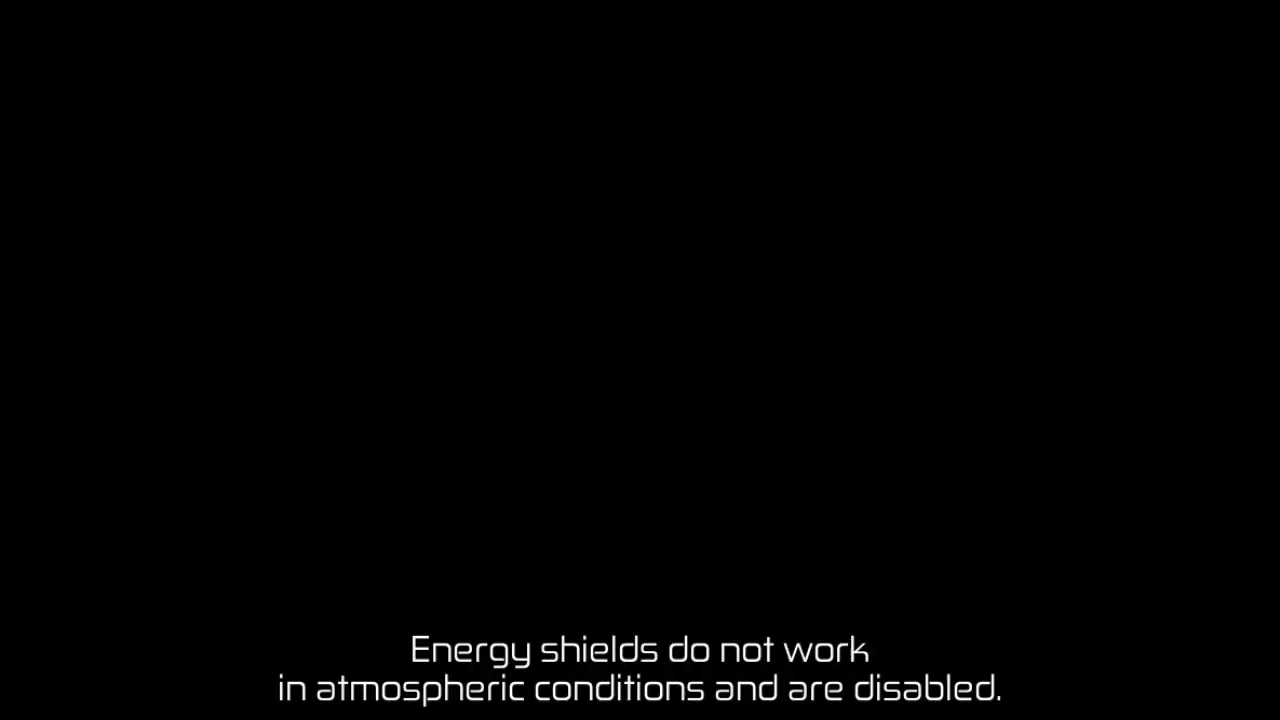 Energy shields do not work
in atmospheric conditions and are disabled.